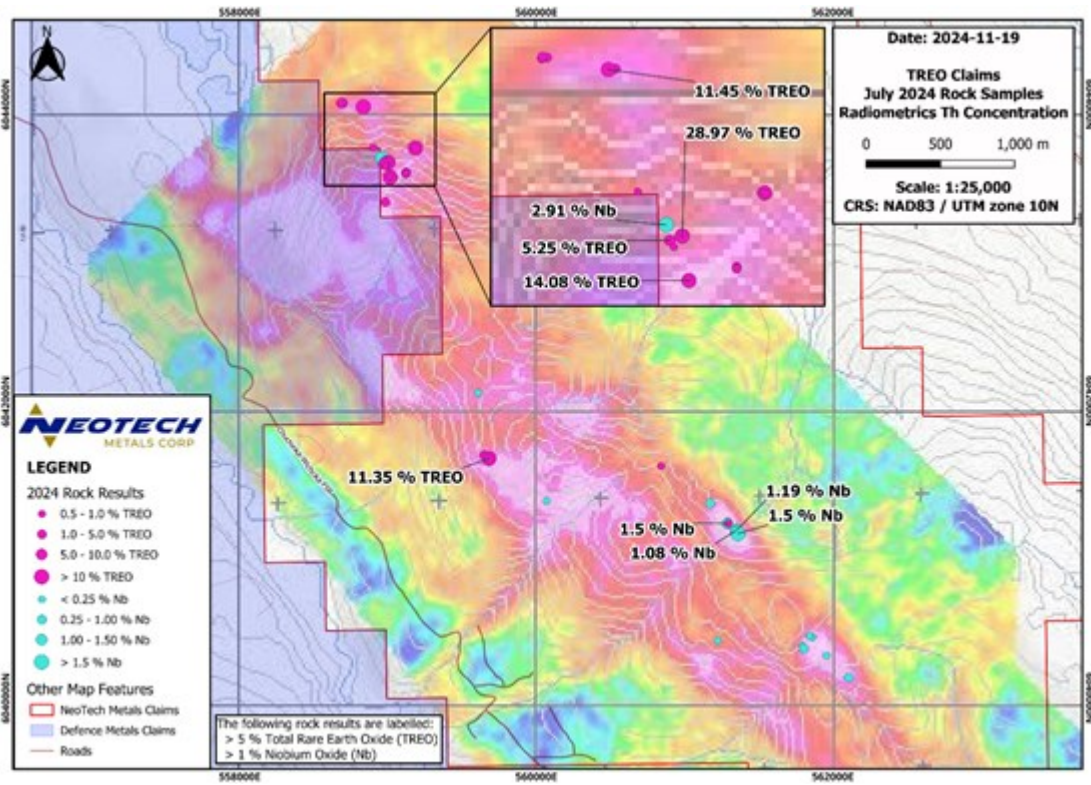 558000E
560000E
562000E
N
6044000N
Date: 2024-11-19
TREO Claims
July 2024 Rock Samples
Radiometrics Th Concentration
0 500 1,000 m
Scale: 1:25,000
CRS: NAD83 / UTM zone 10N
11.45 % TREO
28.97 % TREO
2.91 % Nb
5.25 % TREO
14.08 % TREO
6042000N
11.35 % TREO
1.19 % Nb
1.5 % Nb
1.5 % Nb
1.08 % Nb
NEOTECH
METALS CORP
LEGEND
2024 Rock Results
0.5 - 1.0 % TREO
1.0 - 5.0 % TREO
5.0 - 10.0 % TREO
> 10 % TREO
< 0.25 % Nb
0.25 - 1.00 % Nb
1.00 - 1.50 % Nb
> 1.5 % Nb
Other Map Features
NeoTech Metals Claims
Defence Metals Claims
Roads
6040000N
The following rock results are labelled:
> 5 % Total Rare Earth Oxide (TREO)
> 1 % Niobium Oxide (Nb)
558000E
560000E
562000E